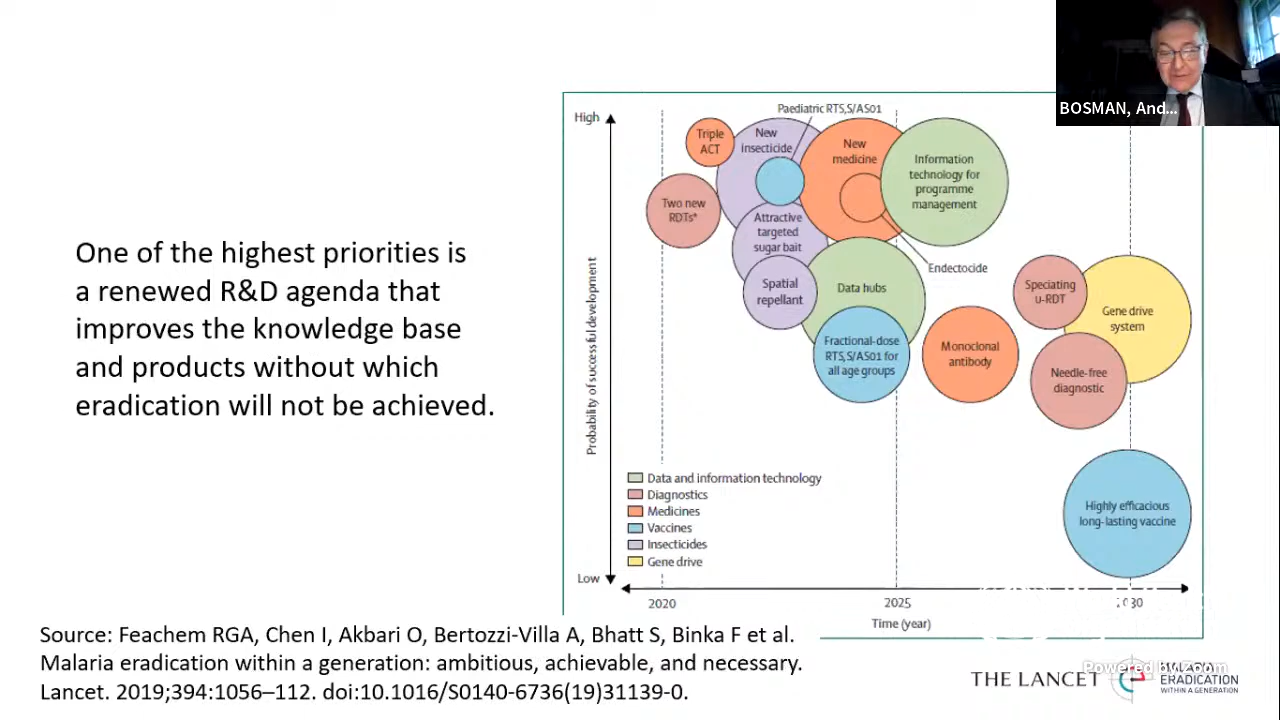 BOSMAN, And...
One of the highest priorities is
a renewed R&D agenda that
improves the knowledge base
and products without which
eradication will not be achieved.
High
Probability of successful development
Low
Paediatric RTS,S/AS01
Triple
ACT
New
insecticide
New
medicine
Information
technology for
programme
management
Two new
RDTs*
Attractive
targeted
sugar bait
Endectocide
Spatial
repellant
Data hubs
Speciating
u-RDT
Gene drive
system
Fractional-dose
RTS,S/AS01 for
all age groups
Monoclonal
antibody
Needle-free
diagnostic
Highly efficacious
long-lasting vaccine
Data and information technology
Diagnostics
Medicines
Vaccines
Insecticides
Gene drive
2020
2025
2030
Time (year)
Source: Feachem RGA, Chen I, Akbari O, Bertozzi-Villa A, Bhatt S, Binka F et al.
Malaria eradication within a generation: ambitious, achievable, and necessary.
Lancet. 2019;394:1056–112. doi:10.1016/S0140-6736(19)31139-0.
THE LANCET
MALARIA
ERADICATION
WITHIN A GENERATION
Powered by Zoom